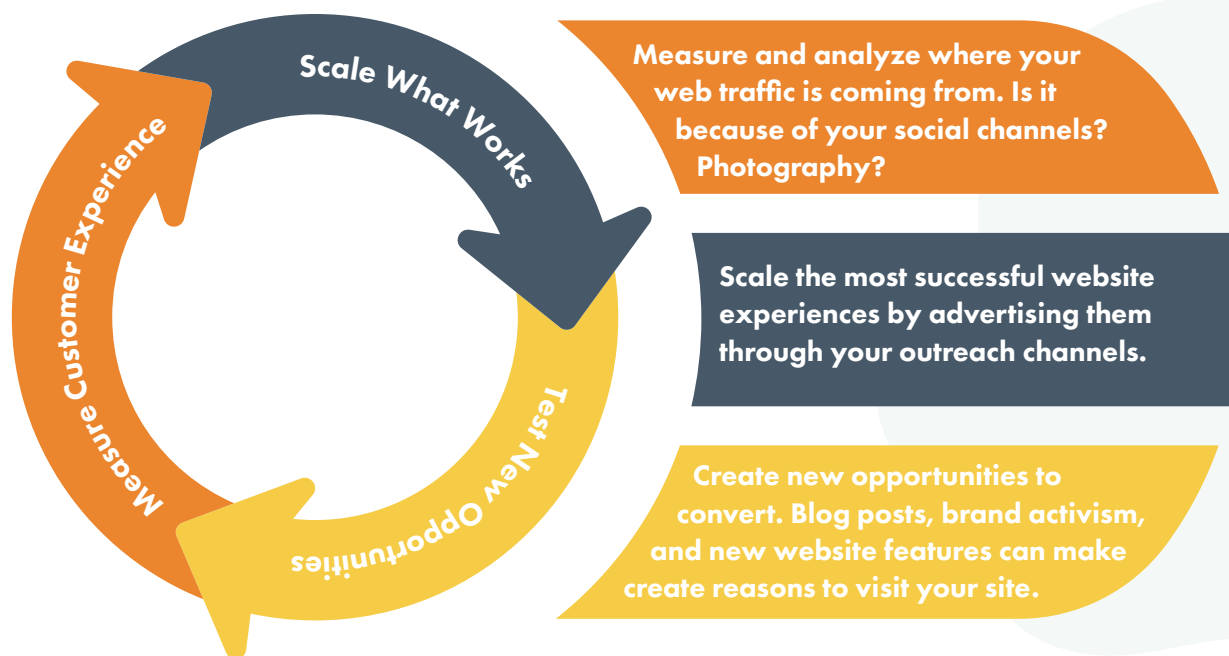 Scale What Works
Measure Customer Experience
Test New Opportunities
Measure and analyze where your
web traffic is coming from. Is it
because of your social channels?
Photography?
Scale the most successful website
experiences by advertising them
through your outreach channels.
Create new opportunities to
convert. Blog posts, brand activism,
and new website features can make
create reasons to visit your site.